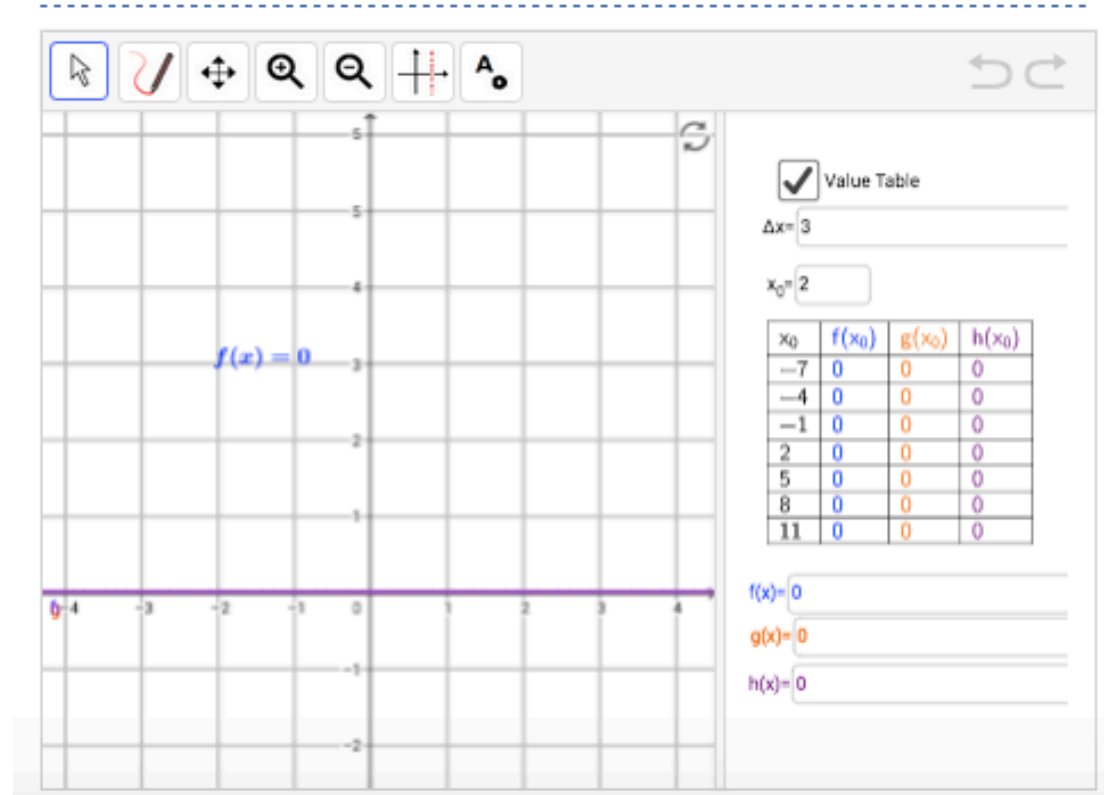 A
Value Table
Δx= 3
x₀= 2
x₀ f(x₀) g(x₀) h(x₀)
−7 0 0 0
−4 0 0 0
−1 0 0 0
2 0 0 0
5 0 0 0
8 0 0 0
11 0 0 0
f(x)= 0
g(x)= 0
h(x)= 0
5
4
f(x) = 0
3
2
1
−4 −3 −2 −1 0 1 2 3 4
−1
−2